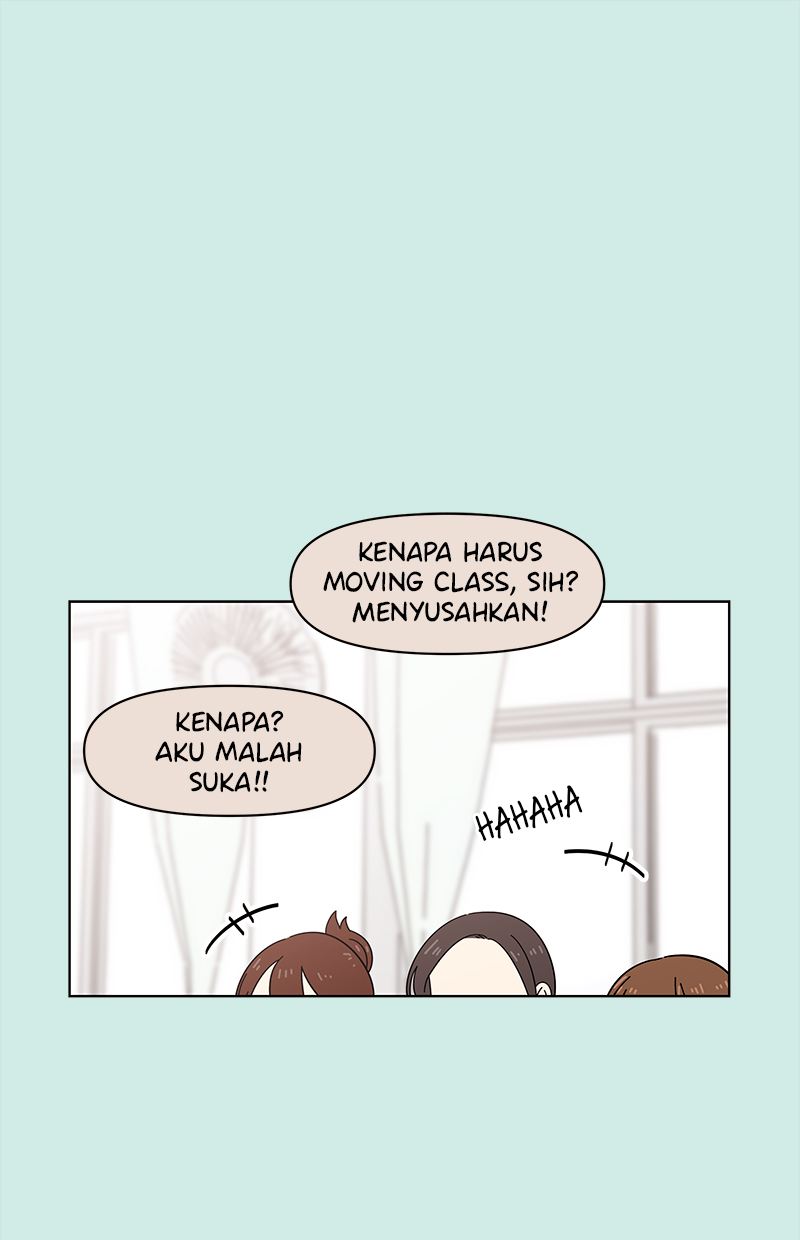 KENAPA HARUS
MOVING CLASS, SIH?
MENYUSAHKAN!
KENAPA?
AKU MALAH
SUKA!!
HAHAHA